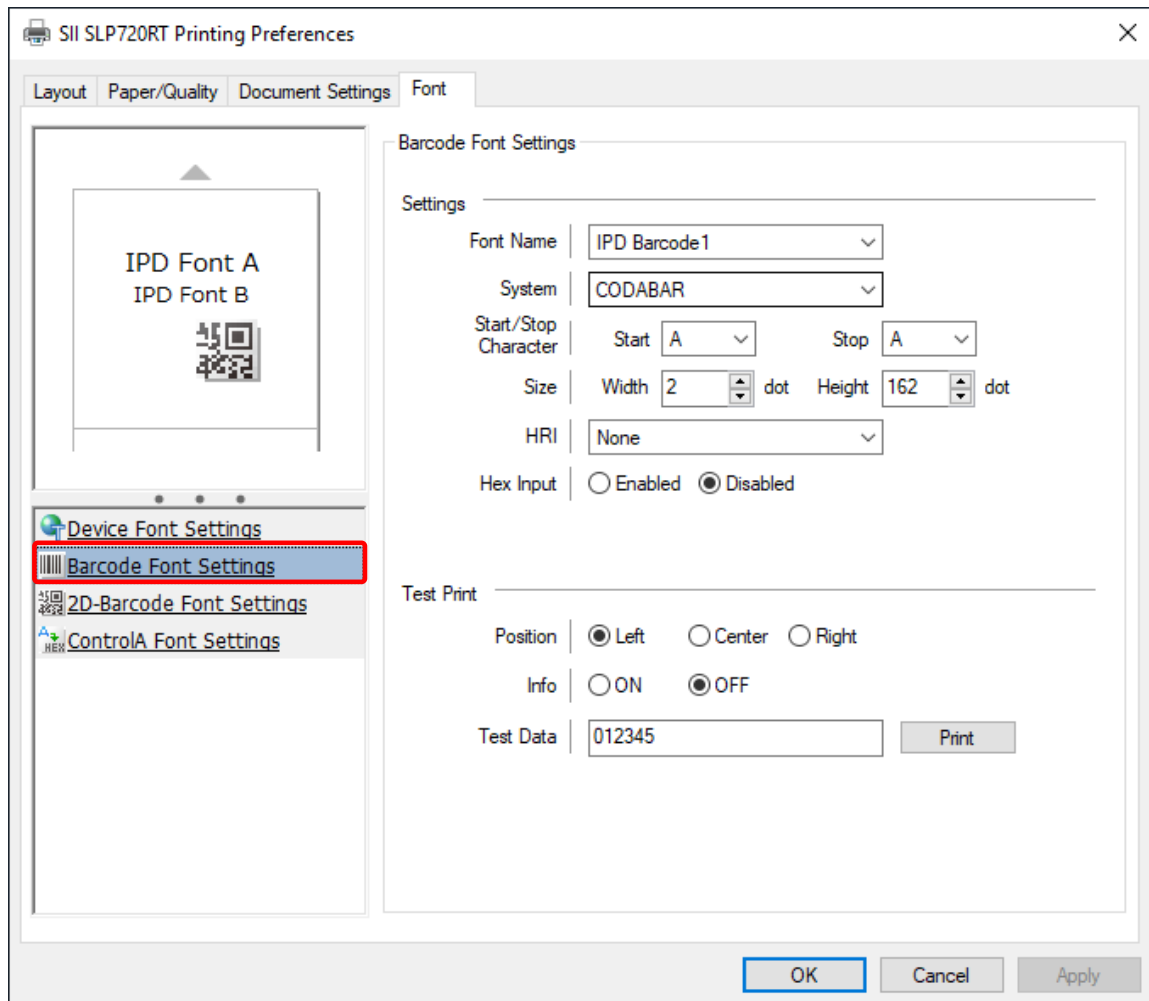 SII SLP720RT Printing Preferences
Layout Paper/Quality Document Settings Font
IPD Font A
IPD Font B
Device Font Settings
Barcode Font Settings
2D-Barcode Font Settings
A HEX ControlA Font Settings
Barcode Font Settings
Settings
Font Name IPD Barcode1
System CODABAR
Start/Stop
Character Start A Stop A
Size Width 2 dot Height 162 dot
HRI None
Hex Input Enabled Disabled
Test Print
Position Left Center Right
Info ON OFF
Test Data 012345 Print
OK Cancel Apply